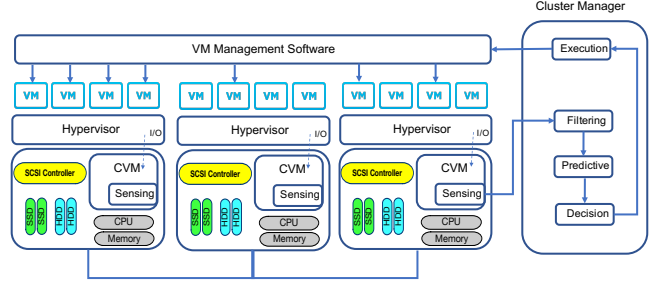 Cluster Manager
VM Management Software
Execution
VM VM VM VM
VM VM VM VM
VM VM VM VM
Hypervisor
I/O
Hypervisor
I/O
Hypervisor
I/O
Filtering
Predictive
Decision
SCSI Controller
CVM
Sensing
SSD
SSD
HDD
HDD
CPU
Memory
SCSI Controller
CVM
Sensing
SSD
SSD
HDD
HDD
CPU
Memory
SCSI Controller
CVM
Sensing
SSD
SSD
HDD
HDD
CPU
Memory